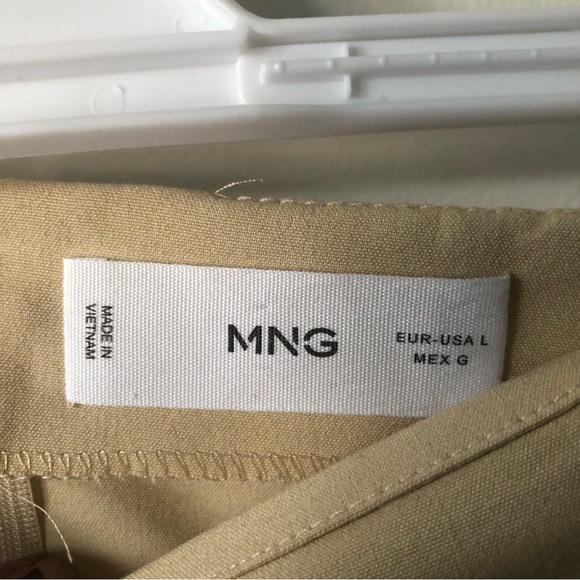 MADE IN
VIETNAM
MNG
EUR-USA L
MEX G